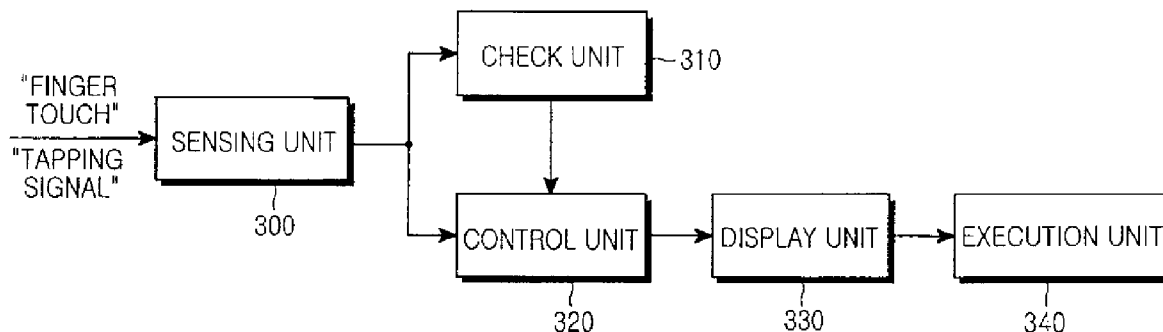 "FINGER
TOUCH"
"TAPPING
SIGNAL"
SENSING UNIT
300
CHECK UNIT
310
CONTROL UNIT
320
DISPLAY UNIT
330
EXECUTION UNIT
340